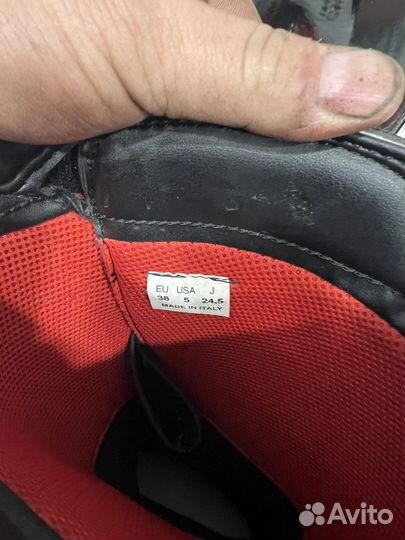 EU USA J
38 5 24,5
MADE IN ITALY
Avito